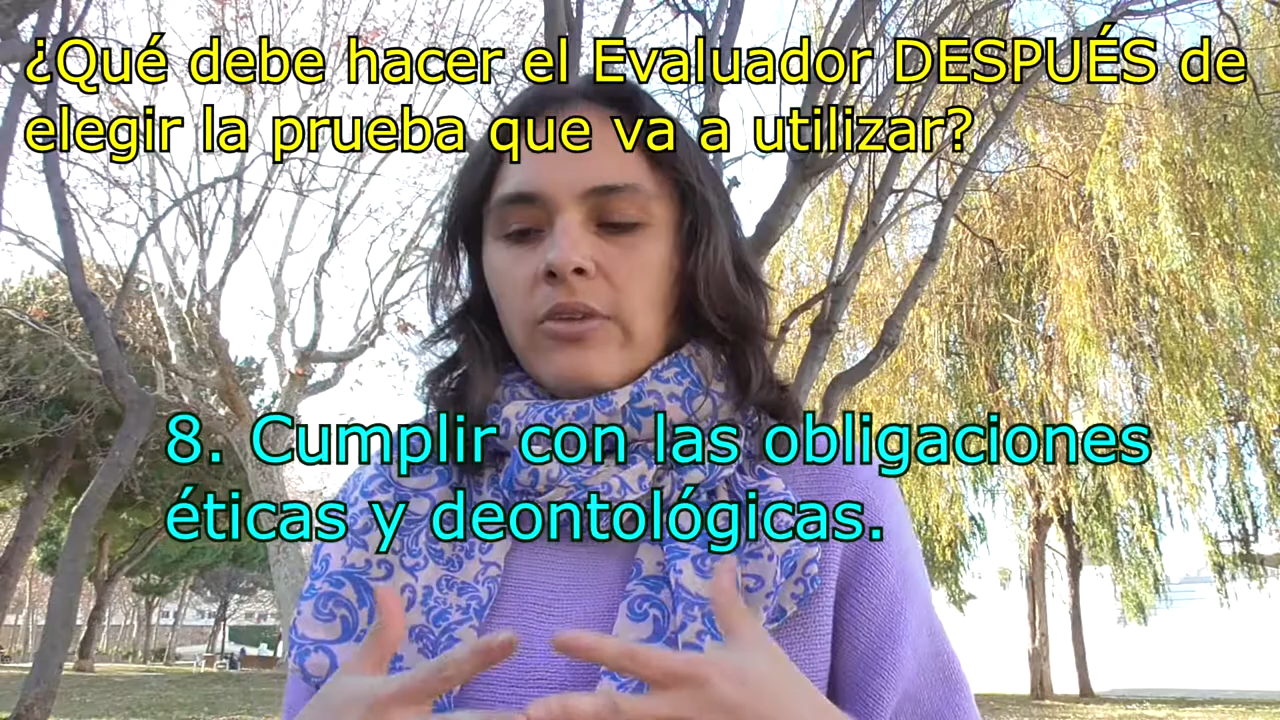 ¿Qué debe hacer el Evaluador DESPUÉS de
elegir la prueba que va a utilizar?
8. Cumplir con las obligaciones
éticas y deontológicas.